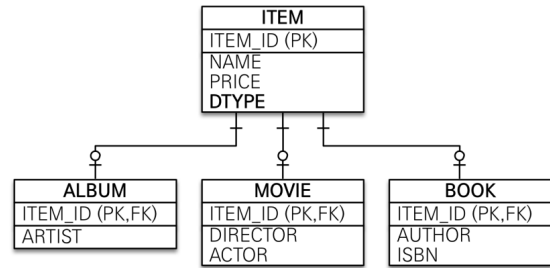 ITEM
ITEM_ID (PK)
NAME
PRICE
DTYPE
ALBUM
ITEM_ID (PK,FK)
ARTIST
MOVIE
ITEM_ID (PK,FK)
DIRECTOR
ACTOR
BOOK
ITEM_ID (PK,FK)
AUTHOR
ISBN